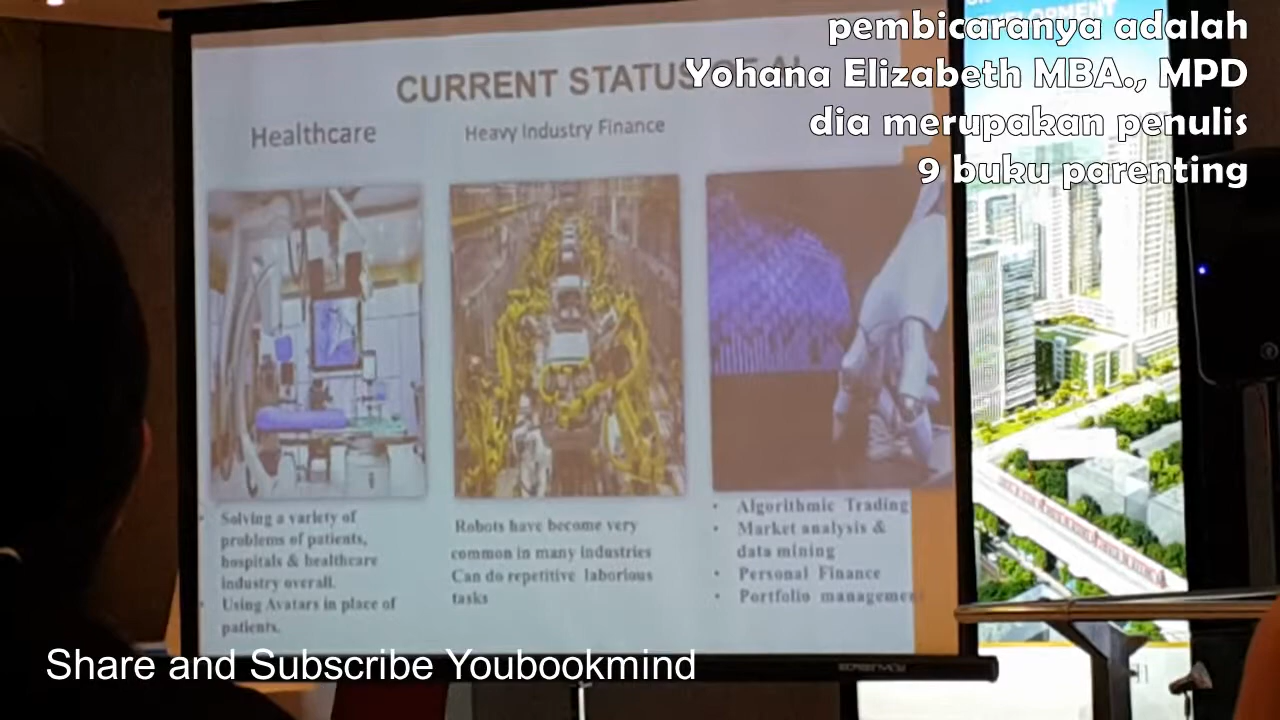 pembicaranya adalah
Yohana Elizabeth MBA., MPD
dia merupakan penulis
9 buku parenting
CURRENT STATUS OF AI
Healthcare
Heavy Industry Finance
Solving a variety of
problems of patients,
hospitals & healthcare
industry overall.
Using Avatars in place of
patients.
Robots have become very
common in many industries
Can do repetitive laborious
tasks
• Algorithmic Trading
• Market analysis &
data mining
• Personal Finance
• Portfolio management
Share and Subscribe Youbookmind